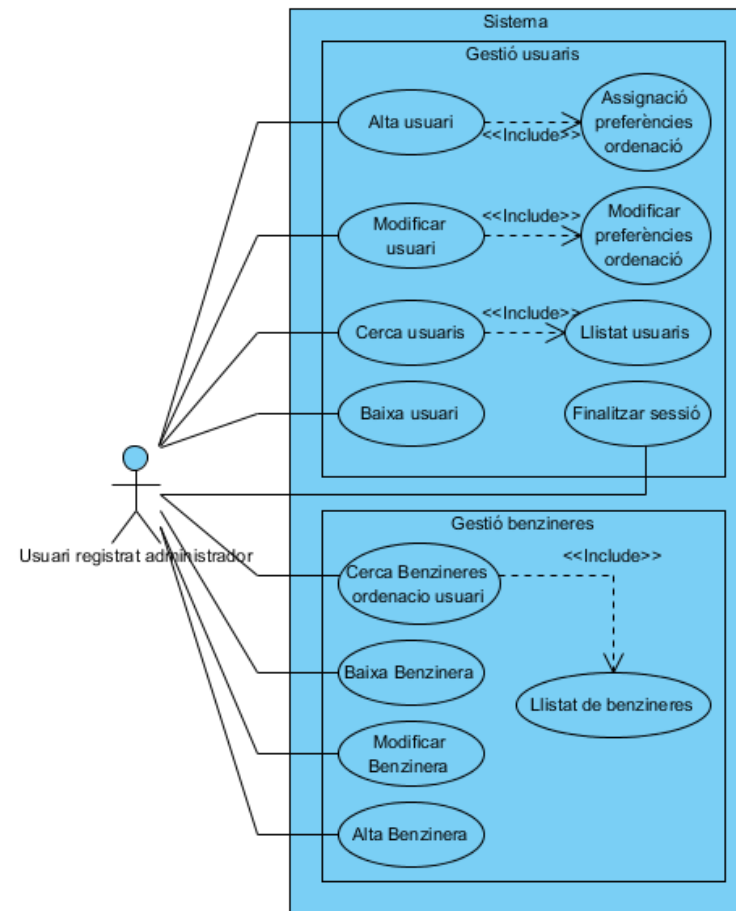 Sistema
Gestió usuaris
Alta usuari
<<Include>>
Assignació
preferències
ordenació
Modificar
usuari
<<Include>>
Modificar
preferències
ordenació
Cerca usuaris
<<Include>>
Llistat usuaris
Baixa usuari
Finalitzar sessió
Usuari registrat administrador
Gestió benzineres
Cerca Benzineres
ordenacio usuari
<<Include>>
Baixa Benzinera
Llistat de benzineres
Modificar
Benzinera
Alta Benzinera